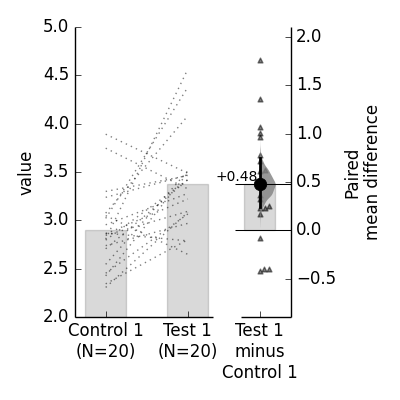 5.0
4.5
4.0
3.5
3.0
2.5
2.0
value
Control 1
(N=20)
Test 1
(N=20)
+0.48
2.0
1.5
1.0
0.5
0.0
−0.5
Paired
mean difference
Test 1
minus
Control 1